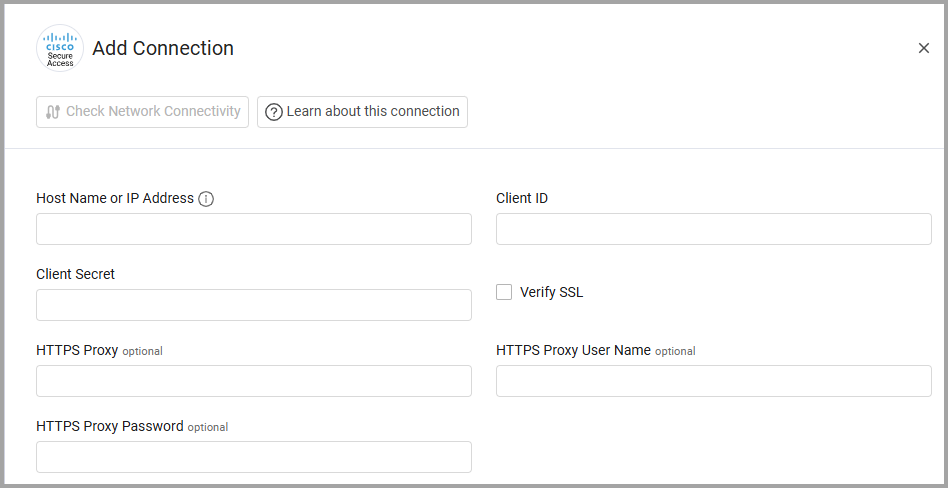 CISCO
Secure
Access
Add Connection
Check Network Connectivity
Learn about this connection
Host Name or IP Address
Client ID
Client Secret
Verify SSL
HTTPS Proxy optional
HTTPS Proxy User Name optional
HTTPS Proxy Password optional